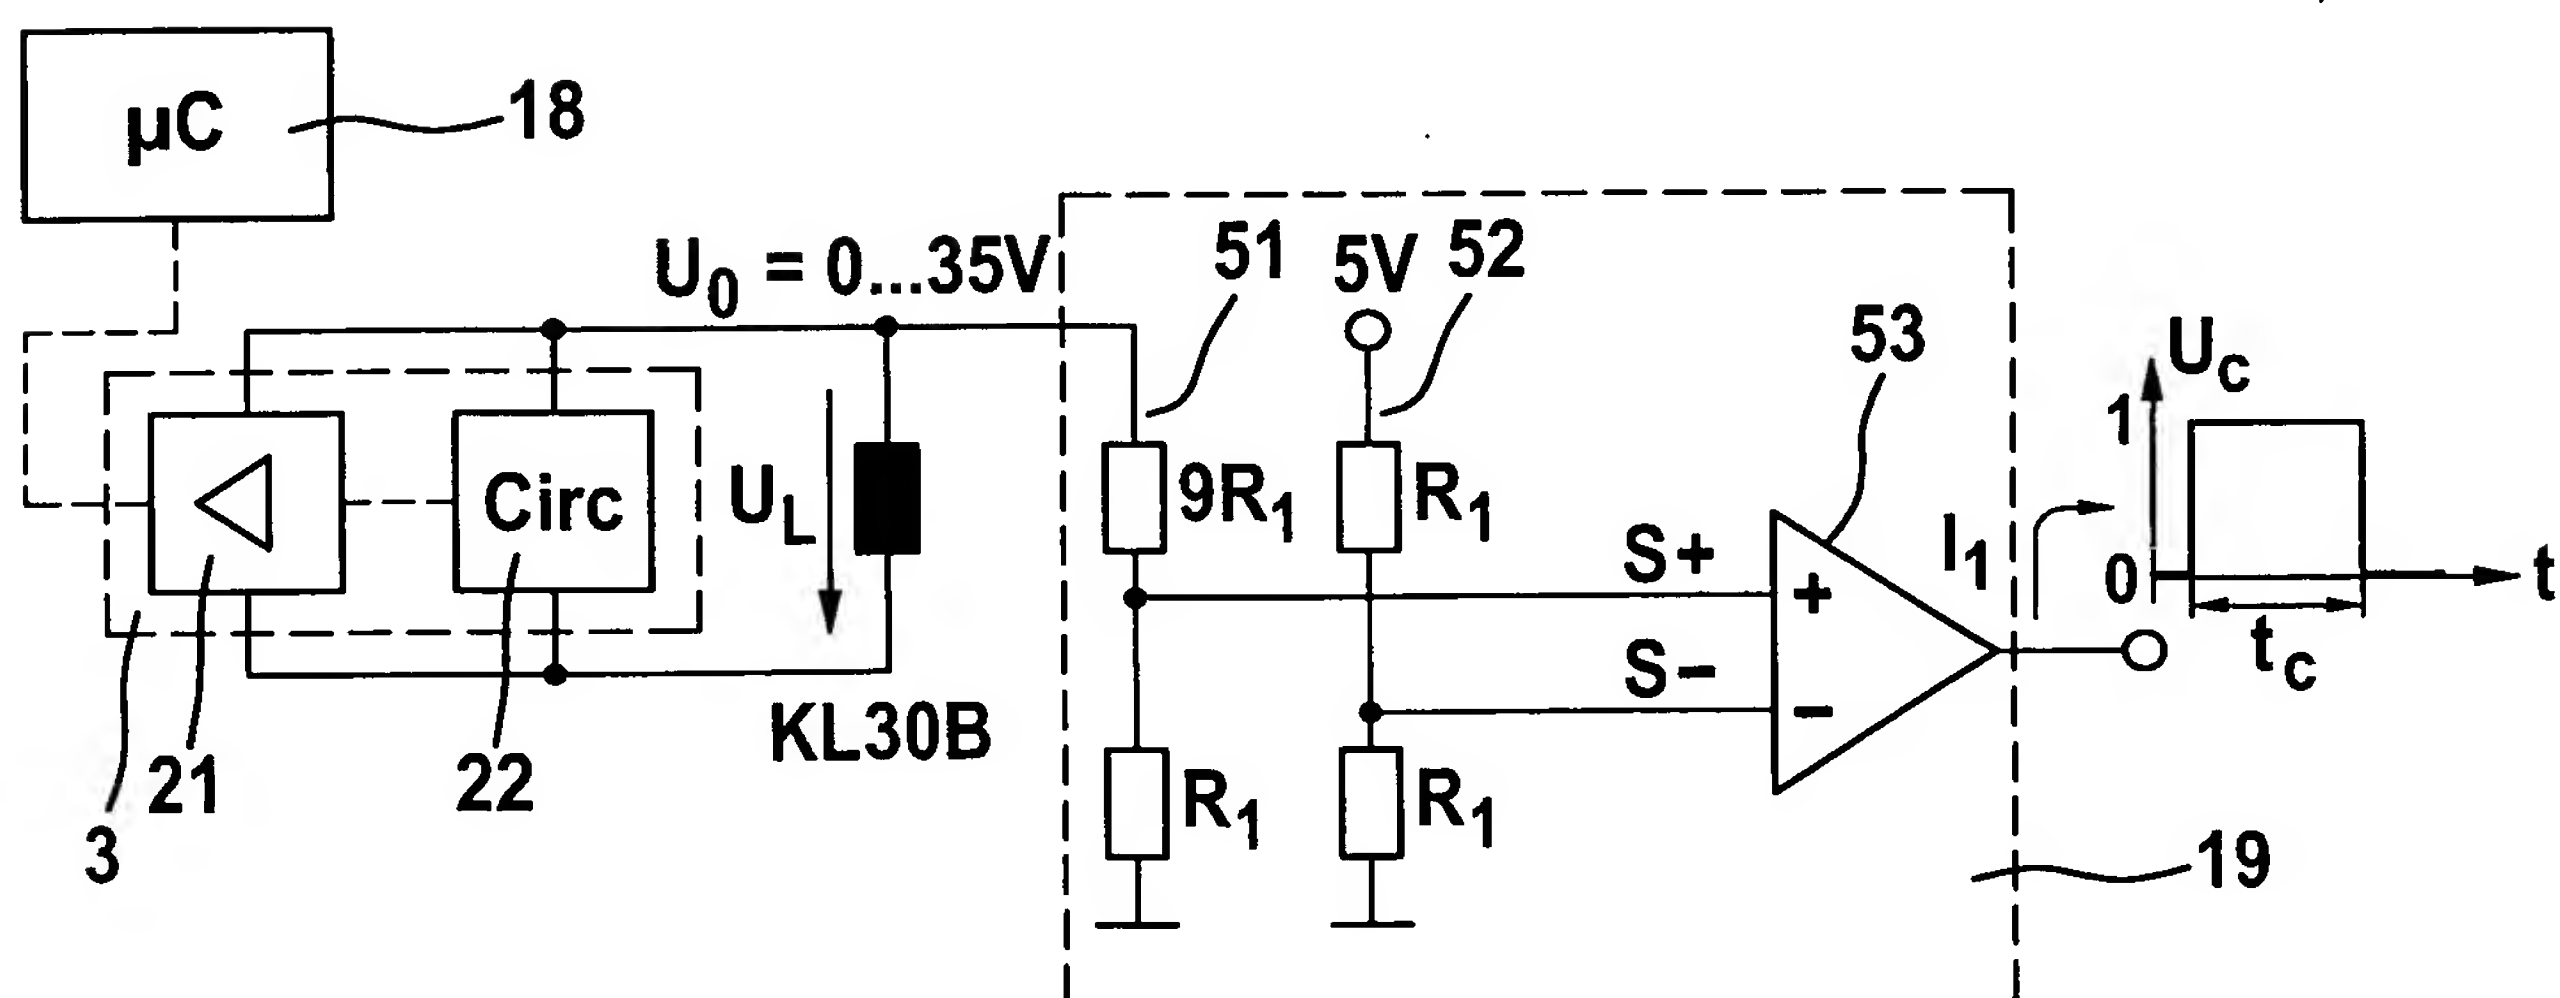 µC
18
U0 = 0...35V
51
5V
52
53
Uc
1
0
t
tc
Circ
UL
9R1
R1
S+
+
I1
S−
−
KL30B
21
22
3
R1
R1
19